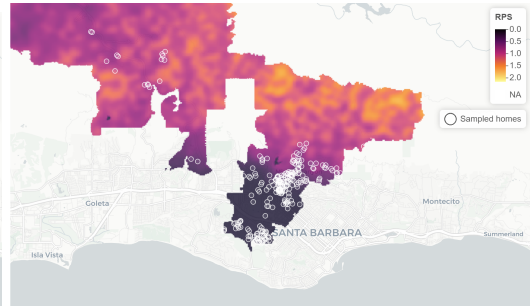 RPS
0.0
0.5
1.0
1.5
2.0
NA
Sampled homes
Goleta
Montecito
SANTA BARBARA
Summerland
Isla Vista